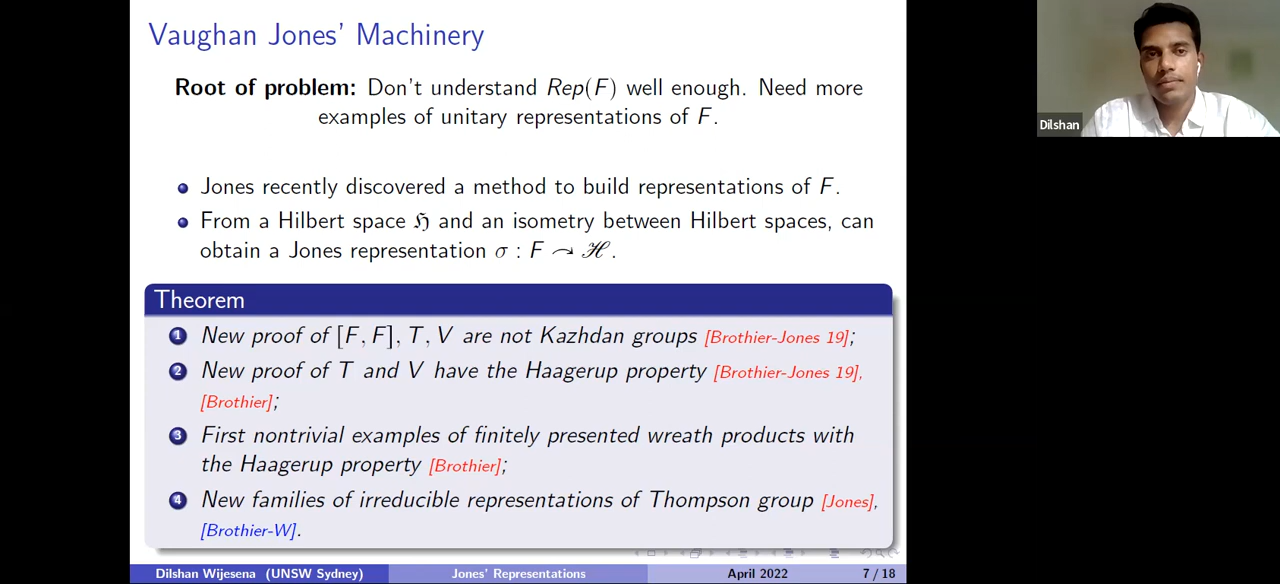 Vaughan Jones' Machinery
Dilshan
Root of problem: Don't understand Rep(F) well enough. Need more
examples of unitary representations of F.
Jones recently discovered a method to build representations of F.
From a Hilbert space ℌ and an isometry between Hilbert spaces, can
obtain a Jones representation σ : F ↷ ℋ.
Theorem
1 New proof of [F, F], T, V are not Kazhdan groups [Brothier-Jones 19];
2 New proof of T and V have the Haagerup property [Brothier-Jones 19],
[Brothier];
3 First nontrivial examples of finitely presented wreath products with
the Haagerup property [Brothier];
4 New families of irreducible representations of Thompson group [Jones],
[Brothier-W].
Dilshan Wijesena (UNSW Sydney) Jones' Representations April 2022 7 / 18